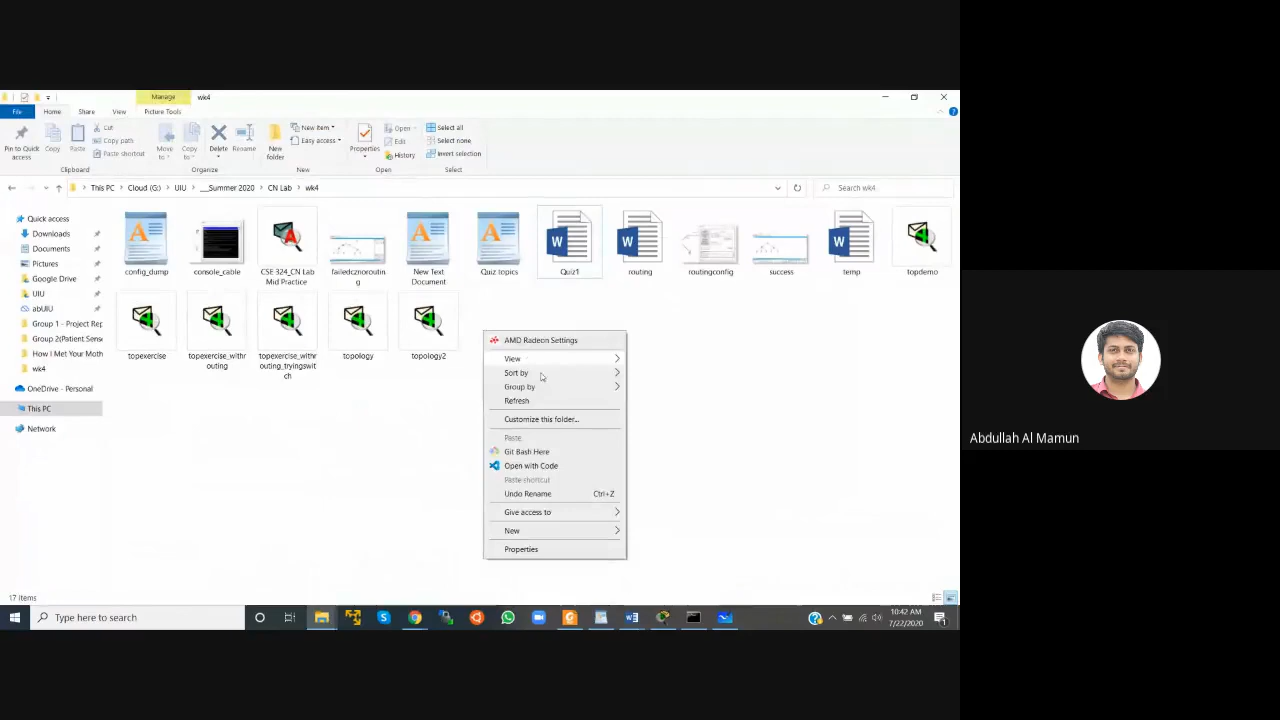 Manage
wk4
File
Home
Share
View
Picture Tools
Pin to Quick access
Copy
Paste
Cut
Copy path
Paste shortcut
Clipboard
Move to
Copy to
Delete
Rename
Organize
New folder
New item
Easy access
New
Properties
Open
Edit
History
Open
Select all
Select none
Invert selection
Select
This PC
Cloud (G:)
UIU
__Summer 2020
CN Lab
wk4
Search wk4
Quick access
Downloads
Documents
Pictures
Google Drive
UIU
abUIU
Group 1 - Project Rep
Group 2(Patient Sens
How I Met Your Moth
wk4
OneDrive - Personal
This PC
Network
config_dump
console_cable
CSE 324_CN Lab
Mid Practice
failedcznoroutin
g
New Text
Document
Quiz topics
Quiz1
routing
routingconfig
success
temp
topdemo
topexercise
topexercise_withr
outing
topexercise_withr
outing_tryingswit
ch
topology
topology2
AMD Radeon Settings
View
Sort by
Group by
Refresh
Customize this folder...
Paste
Git Bash Here
Open with Code
Paste shortcut
Undo Rename Ctrl+Z
Give access to
New
Properties
17 items
Type here to search
10:42 AM
7/22/2020
Abdullah Al Mamun